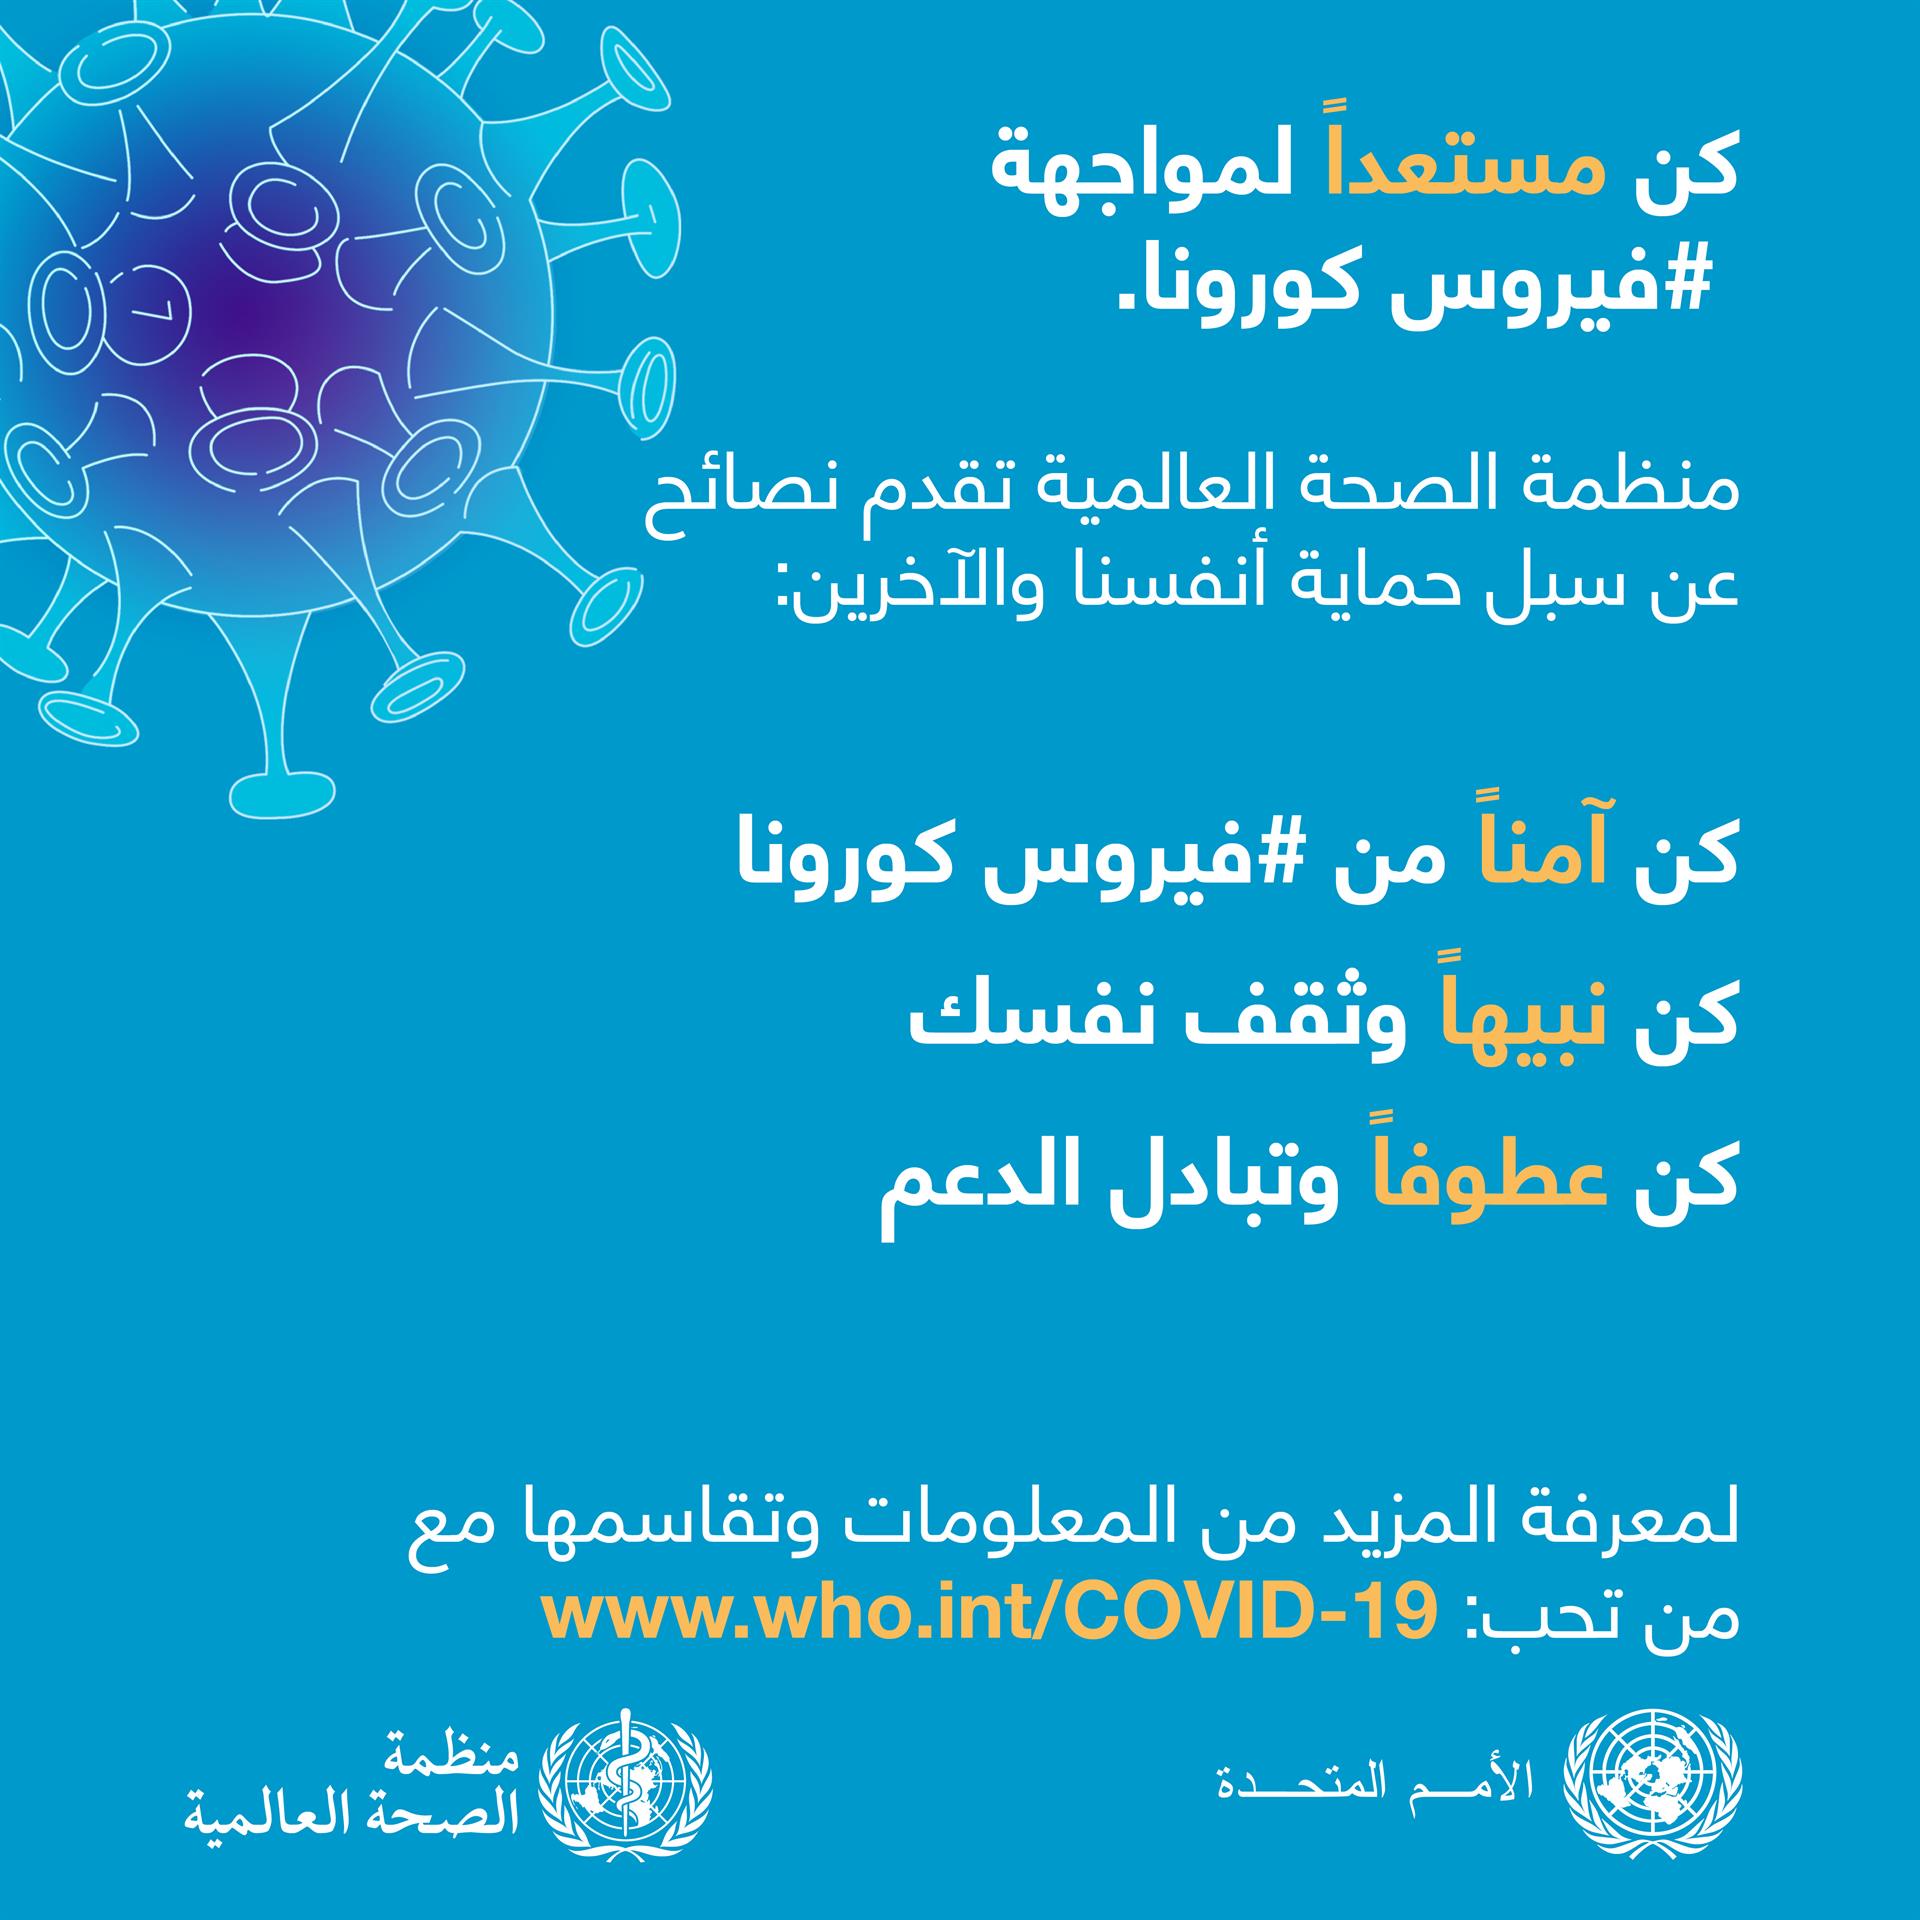 كن مستعداً لمواجهة
#فيروس كورونا.
منظمة الصحة العالمية تقدم نصائح
عن سبل حماية أنفسنا والآخرين:
كن آمناً من #فيروس كورونا
كن نبيهاً وثقف نفسك
كن عطوفاً وتبادل الدعم
لمعرفة المزيد من المعلومات وتقاسمها مع
من تحب: www.who.int/COVID-19
الأمم المتحدة
منظمة
الصحة العالمية